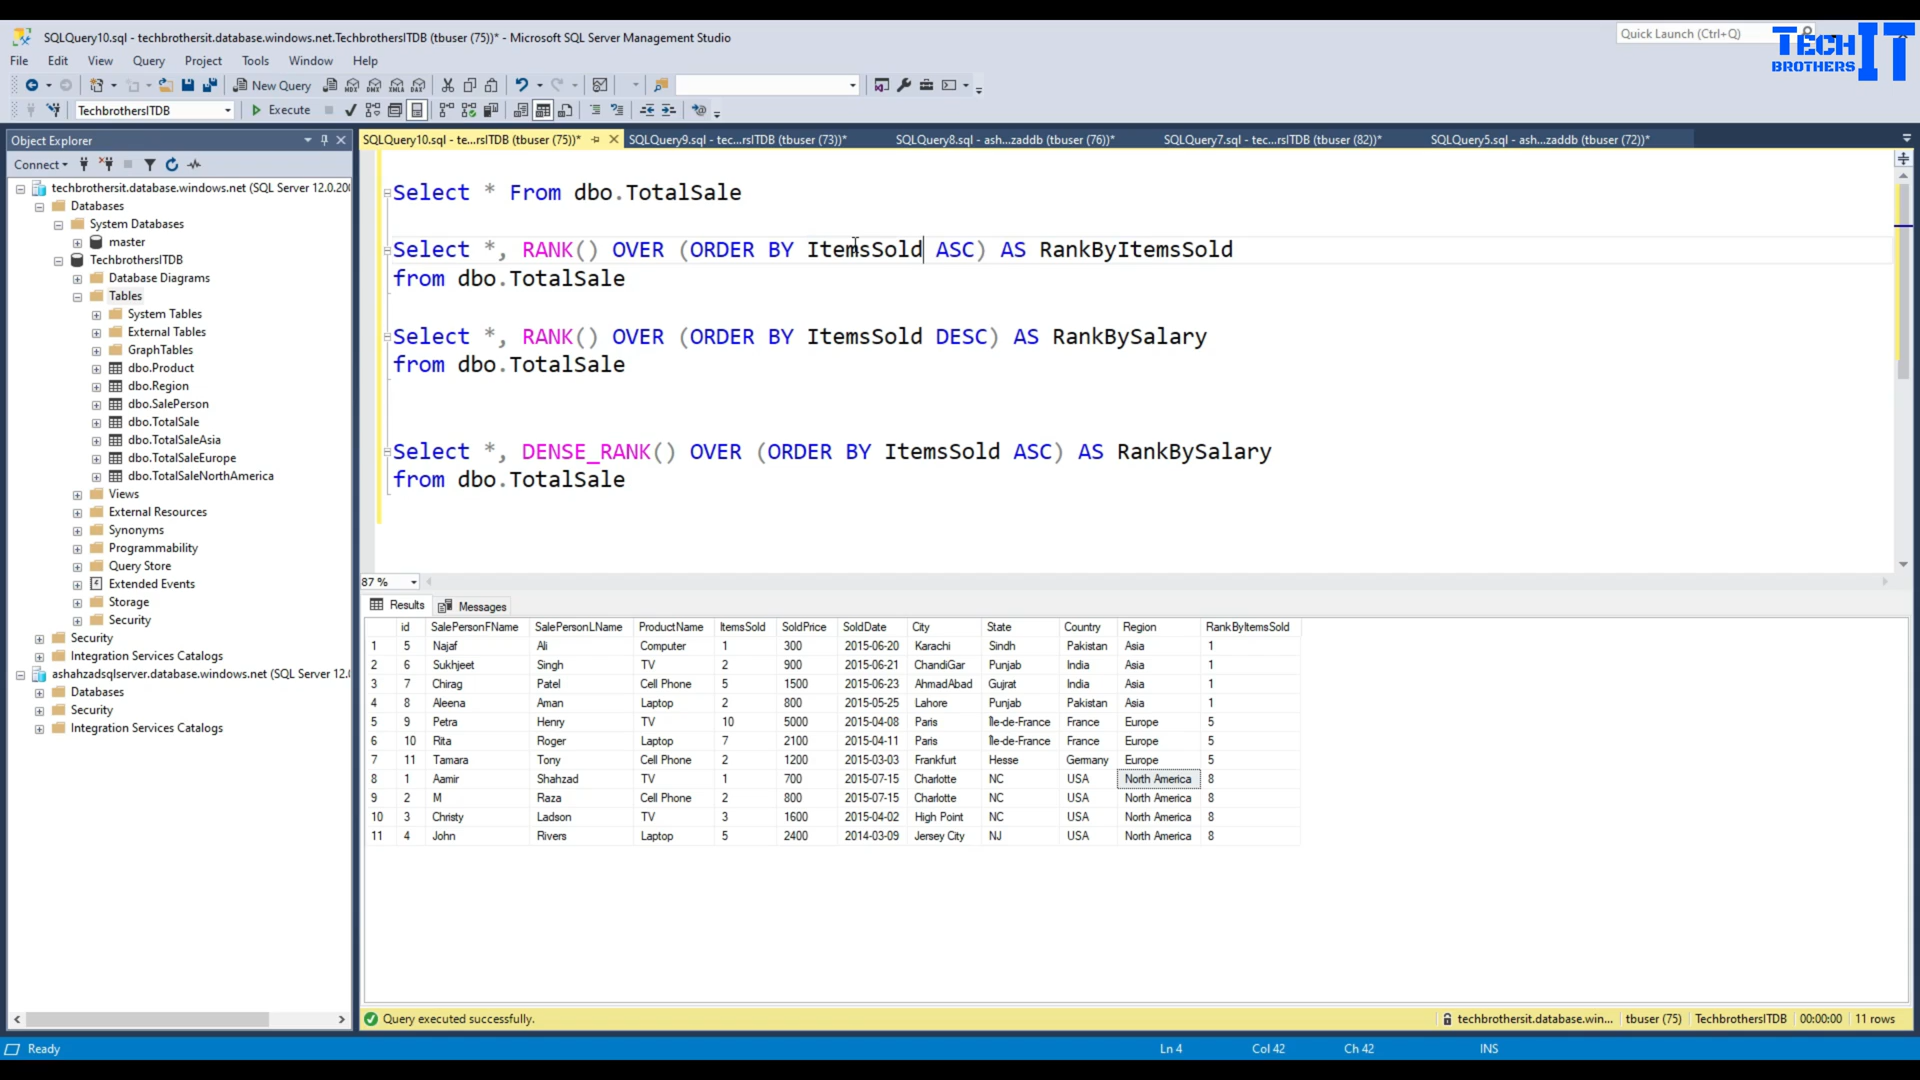 SQLQuery10.sql - techbrothersit.database.windows.net.TechbrothersITDB (tbuser (75))* - Microsoft SQL Server Management Studio
Quick Launch (Ctrl+Q)
TECH IT
BROTHERS
File Edit View Query Project Tools Window Help
New Query
TechbrothersITDB Execute
Object Explorer
SQLQuery10.sql - te...rsITDB (tbuser (75))* SQLQuery9.sql - tec...rsITDB (tbuser (73))* SQLQuery8.sql - ash...zaddb (tbuser (76))* SQLQuery7.sql - tec...rsITDB (tbuser (82))* SQLQuery5.sql - ash...zaddb (tbuser (72))*
Connect
techbrothersit.database.windows.net (SQL Server 12.0.200
Databases
System Databases
master
TechbrothersITDB
Database Diagrams
Tables
System Tables
External Tables
GraphTables
dbo.Product
dbo.Region
dbo.SalePerson
dbo.TotalSale
dbo.TotalSaleAsia
dbo.TotalSaleEurope
dbo.TotalSaleNorthAmerica
Views
External Resources
Synonyms
Programmability
Query Store
Extended Events
Storage
Security
Security
Integration Services Catalogs
ashahzadsqlserver.database.windows.net (SQL Server 12.
Databases
Security
Integration Services Catalogs
Select * From dbo.TotalSale
Select *, RANK() OVER (ORDER BY ItemsSold ASC) AS RankByItemsSold
from dbo.TotalSale
Select *, RANK() OVER (ORDER BY ItemsSold DESC) AS RankBySalary
from dbo.TotalSale
Select *, DENSE_RANK() OVER (ORDER BY ItemsSold ASC) AS RankBySalary
from dbo.TotalSale
87 %
Results Messages
id SalePersonFName SalePersonLName ProductName ItemsSold SoldPrice SoldDate City State Country Region RankByItemsSold
1 5 Najaf Ali Computer 1 300 2015-06-20 Karachi Sindh Pakistan Asia 1
2 6 Sukhjeet Singh TV 2 900 2015-06-21 ChandiGar Punjab India Asia 1
3 7 Chirag Patel Cell Phone 5 1500 2015-06-23 AhmadAbad Gujrat India Asia 1
4 8 Aleena Aman Laptop 2 800 2015-05-25 Lahore Punjab Pakistan Asia 1
5 9 Petra Henry TV 10 5000 2015-04-08 Paris Île-de-France France Europe 5
6 10 Rita Roger Laptop 7 2100 2015-04-11 Paris Île-de-France France Europe 5
7 11 Tamara Tony Cell Phone 2 1200 2015-03-03 Frankfurt Hesse Germany Europe 5
8 1 Aamir Shahzad TV 1 700 2015-07-15 Charlotte NC USA North America 8
9 2 M Raza Cell Phone 2 800 2015-07-15 Charlotte NC USA North America 8
10 3 Christy Ladson TV 3 1600 2015-04-02 High Point NC USA North America 8
11 4 John Rivers Laptop 5 2400 2014-03-09 Jersey City NJ USA North America 8
Query executed successfully. techbrothersit.database.win... tbuser (75) TechbrothersITDB 00:00:00 11 rows
Ready Ln 4 Col 42 Ch 42 INS